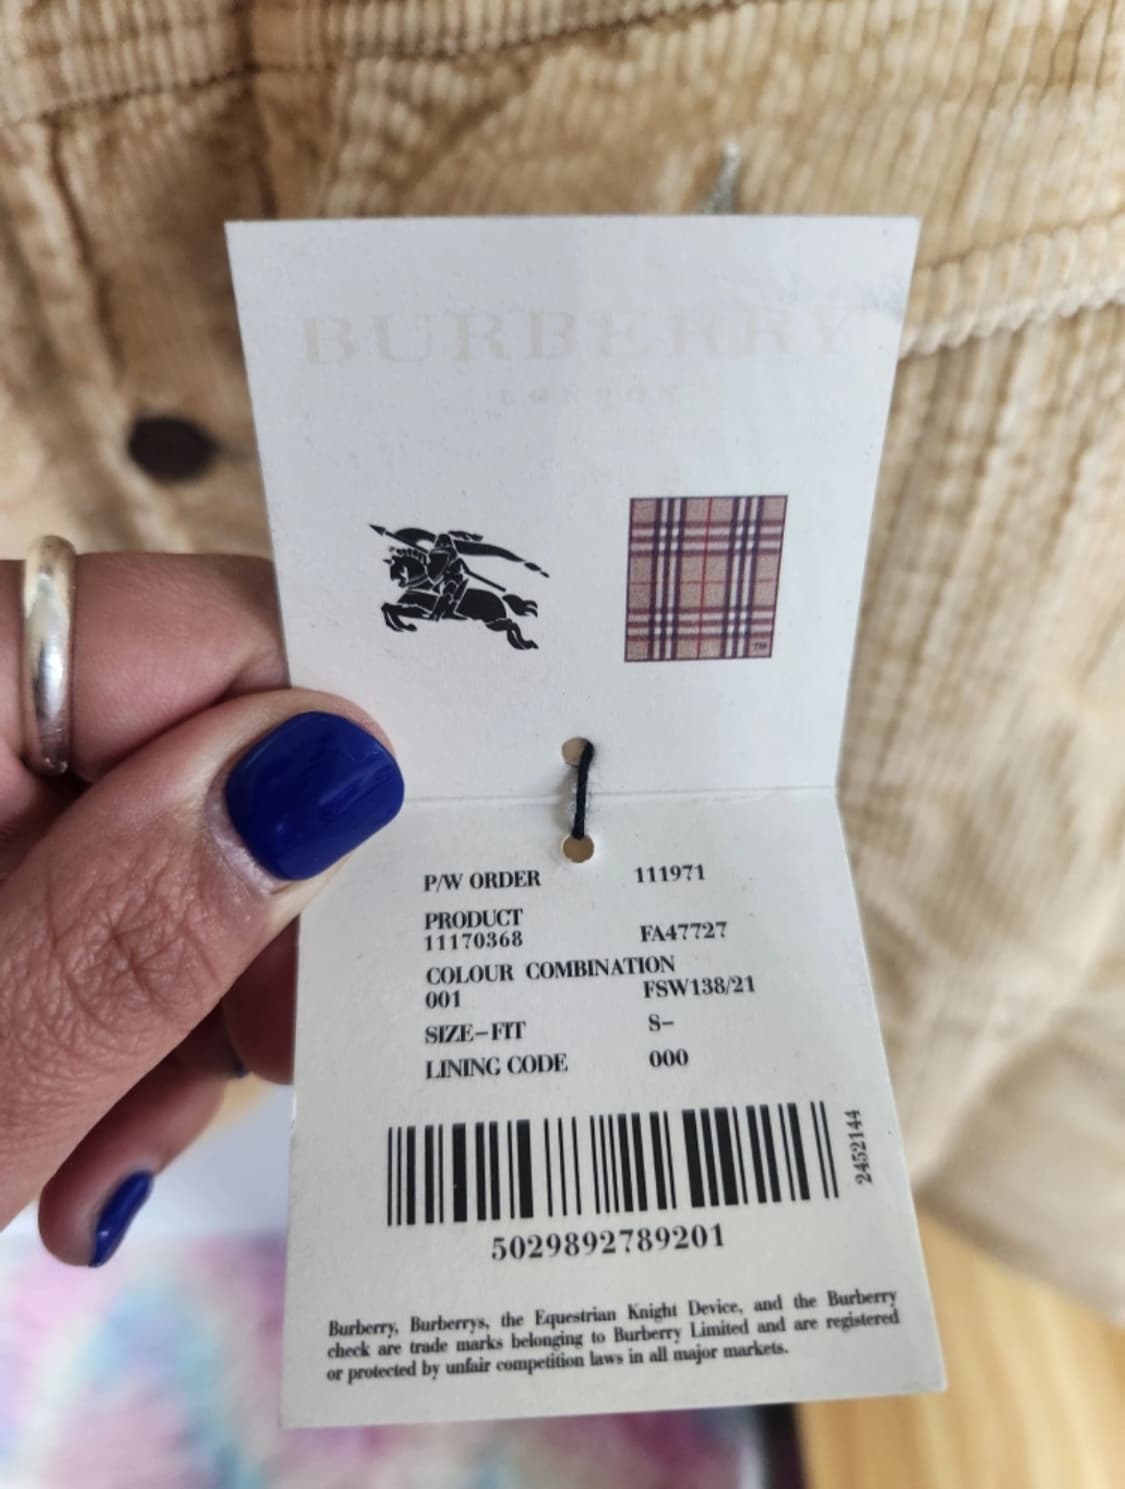 BURBERRY
LONDON
TM
P/W ORDER 111971
PRODUCT
11170368 FA47727
COLOUR COMBINATION
001 FSW138/21
SIZE-FIT S-
LINING CODE 000
2452144
5029892789201
Burberry, Burberrys, the Equestrian Knight Device, and the Burberry
check are trade marks belonging to Burberry Limited and are registered
or protected by unfair competition laws in all major markets.